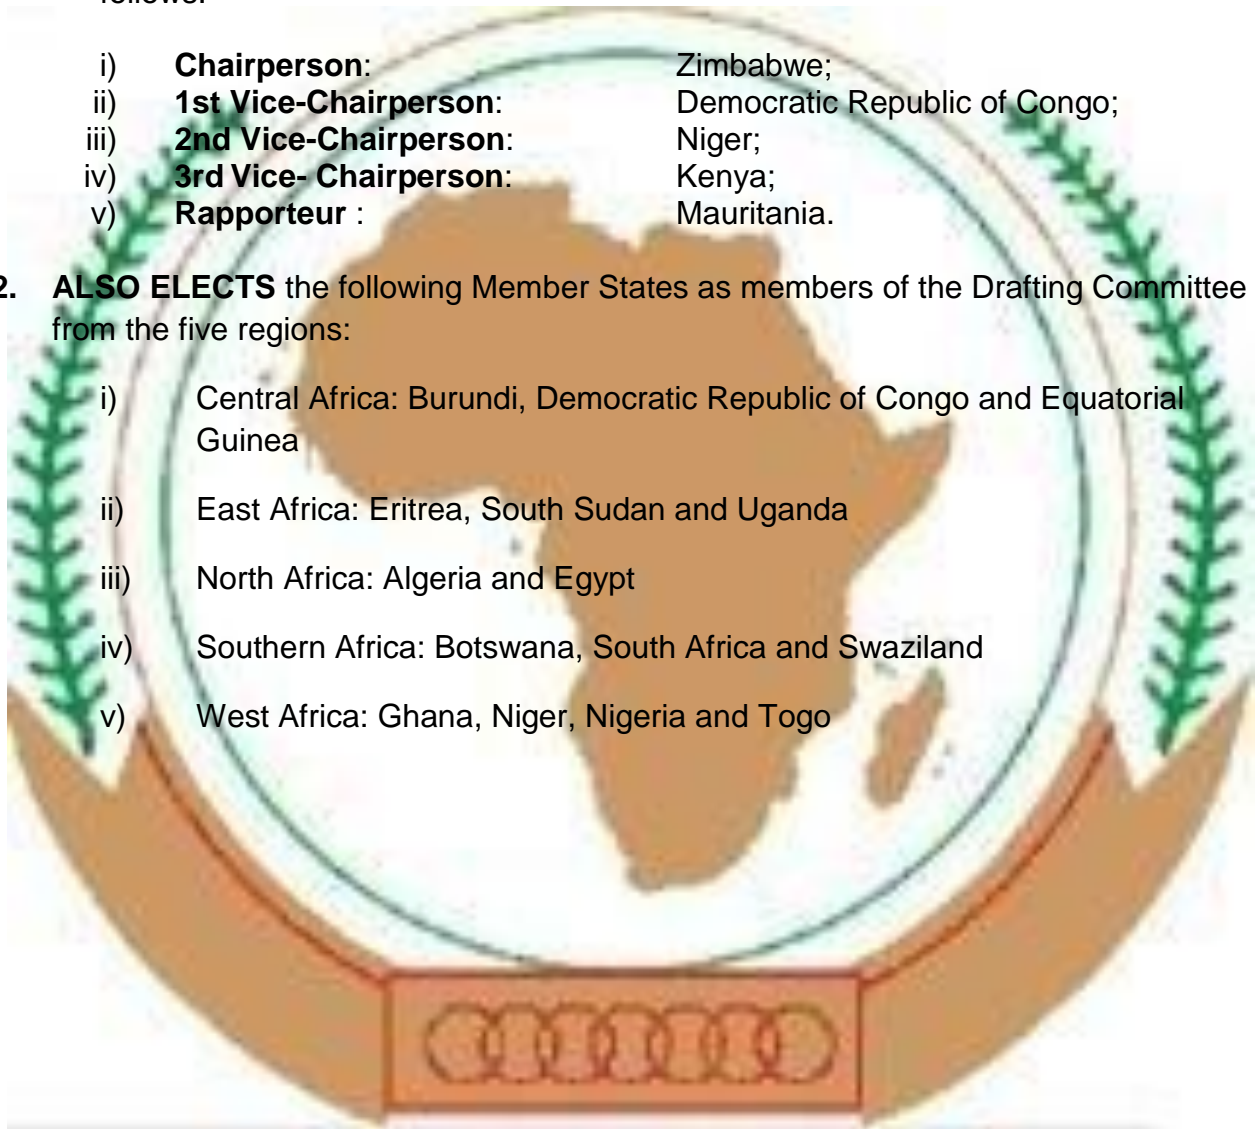 follows:
i) Chairperson: Zimbabwe;
ii) 1st Vice-Chairperson: Democratic Republic of Congo;
iii) 2nd Vice-Chairperson: Niger;
iv) 3rd Vice- Chairperson: Kenya;
v) Rapporteur : Mauritania.
2. ALSO ELECTS the following Member States as members of the Drafting Committee
from the five regions:
i) Central Africa: Burundi, Democratic Republic of Congo and Equatorial
Guinea
ii) East Africa: Eritrea, South Sudan and Uganda
iii) North Africa: Algeria and Egypt
iv) Southern Africa: Botswana, South Africa and Swaziland
v) West Africa: Ghana, Niger, Nigeria and Togo